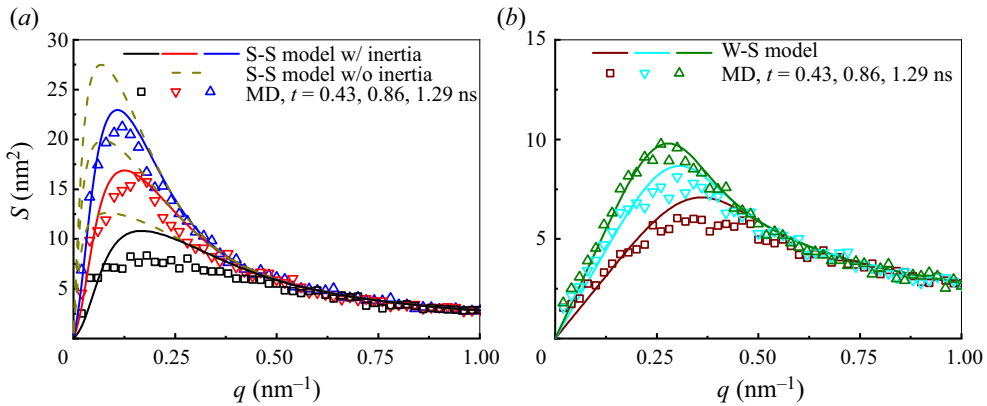 (a)
30
25
20
15
10
5
S (nm²)
0
0.25
0.50
0.75
1.00
q (nm⁻¹)
S-S model w/ inertia
S-S model w/o inertia
MD, t = 0.43, 0.86, 1.29 ns
(b)
15
10
5
0
0.25
0.50
0.75
1.00
q (nm⁻¹)
W-S model
MD, t = 0.43, 0.86, 1.29 ns